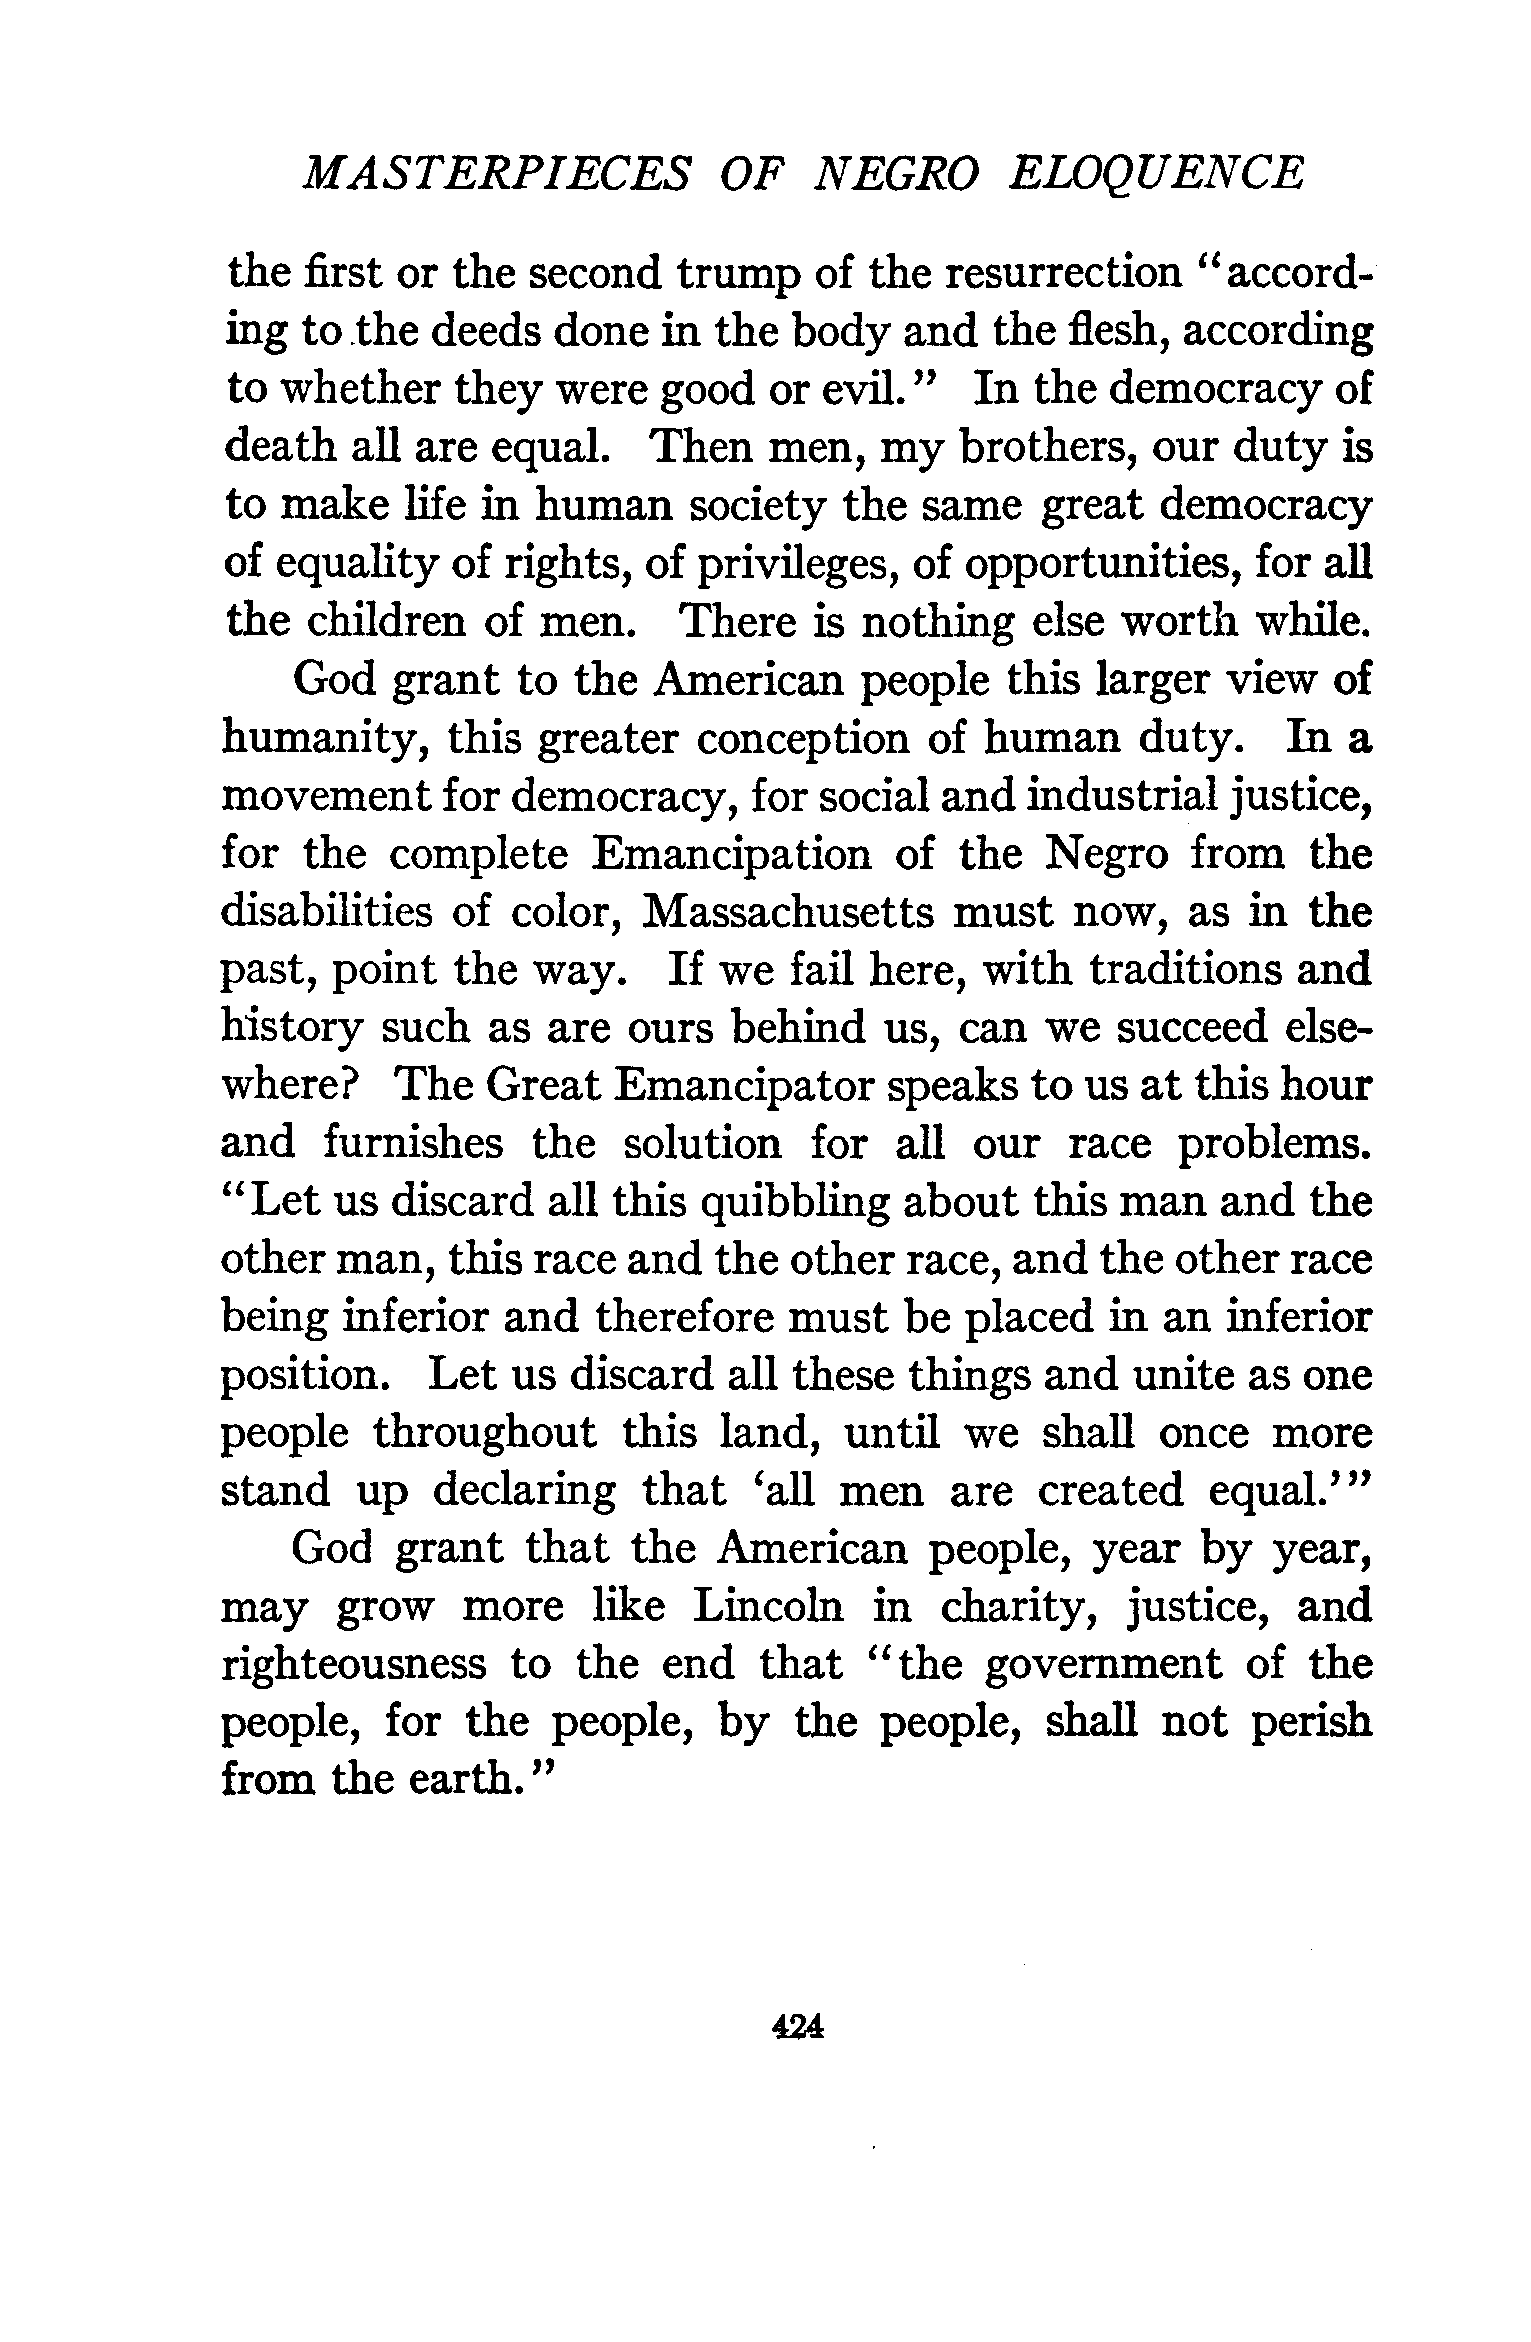 MASTERPIECES OF NEGRO ELOQUENCE
the first or the second trump of the resurrection "accord-
ing to the deeds done in the body and the flesh, according
to whether they were good or evil." In the democracy of
death all are equal. Then men, my brothers, our duty is
to make life in human society the same great democracy
of equality of rights, of privileges, of opportunities, for all
the children of men. There is nothing else worth while.
God grant to the American people this larger view of
humanity, this greater conception of human duty. In a
movement for democracy, for social and industrial justice,
for the complete Emancipation of the Negro from the
disabilities of color, Massachusetts must now, as in the
past, point the way. If we fail here, with traditions and
history such as are ours behind us, can we succeed else-
where? The Great Emancipator speaks to us at this hour
and furnishes the solution for all our race problems.
"Let us discard all this quibbling about this man and the
other man, this race and the other race, and the other race
being inferior and therefore must be placed in an inferior
position. Let us discard all these things and unite as one
people throughout this land, until we shall once more
stand up declaring that 'all men are created equal.'"
God grant that the American people, year by year,
may grow more like Lincoln in charity, justice, and
righteousness to the end that "the government of the
people, for the people, by the people, shall not perish
from the earth."
424